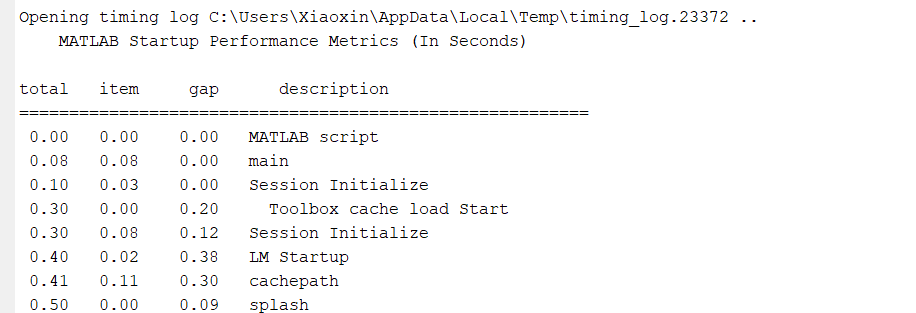 Opening timing log C:\Users\Xiaoxin\AppData\Local\Temp\timing_log.23372 ..
MATLAB Startup Performance Metrics (In Seconds)
total item gap description
=========================================================
0.00 0.00 0.00 MATLAB script
0.08 0.08 0.00 main
0.10 0.03 0.00 Session Initialize
0.30 0.00 0.20 Toolbox cache load Start
0.30 0.08 0.12 Session Initialize
0.40 0.02 0.38 LM Startup
0.41 0.11 0.30 cachepath
0.50 0.00 0.09 splash